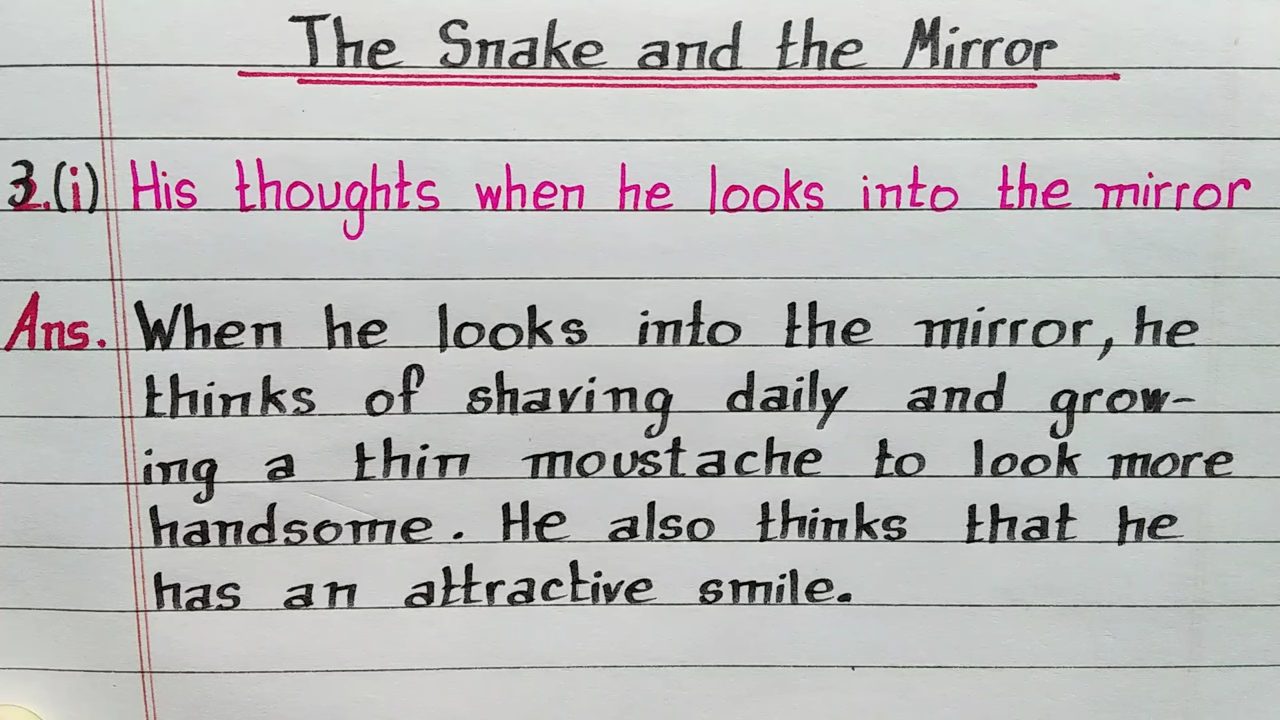 The Snake and the Mirror
3.(i) His thoughts when he looks into the mirror
Ans. When he looks into the mirror, he
thinks of shaving daily and grow-
ing a thin moustache to look more
handsome. He also thinks that he
has an attractive smile.